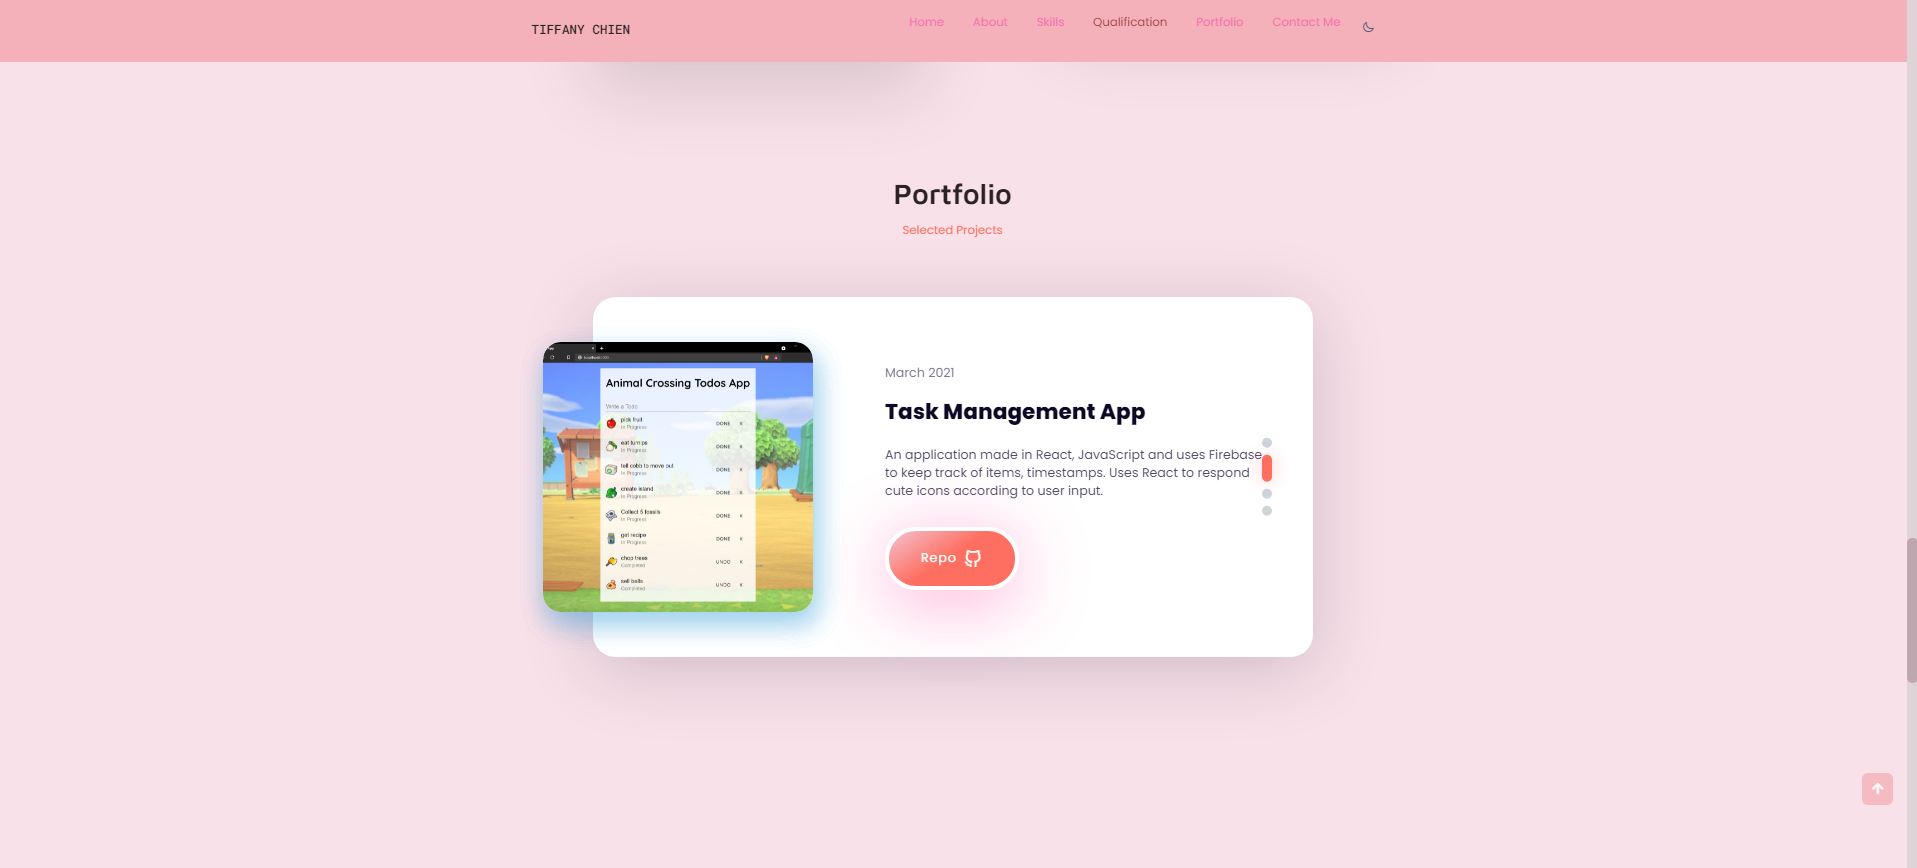 TIFFANY CHIEN
Home About Skills Qualification Portfolio Contact Me
Portfolio
Selected Projects
Animal Crossing Todos App
Write a Todo
pick fruit DONE X
In Progress
eat turnips DONE X
In Progress
tell cobb to move out DONE X
In Progress
create island DONE X
In Progress
Collect 5 fossils DONE X
In Progress
get recipe DONE X
In Progress
chop trees UNDO X
Completed
sell bells UNDO X
Completed
March 2021
Task Management App
An application made in React, JavaScript and uses Firebase
to keep track of items, timestamps. Uses React to respond
cute icons according to user input.
Repo